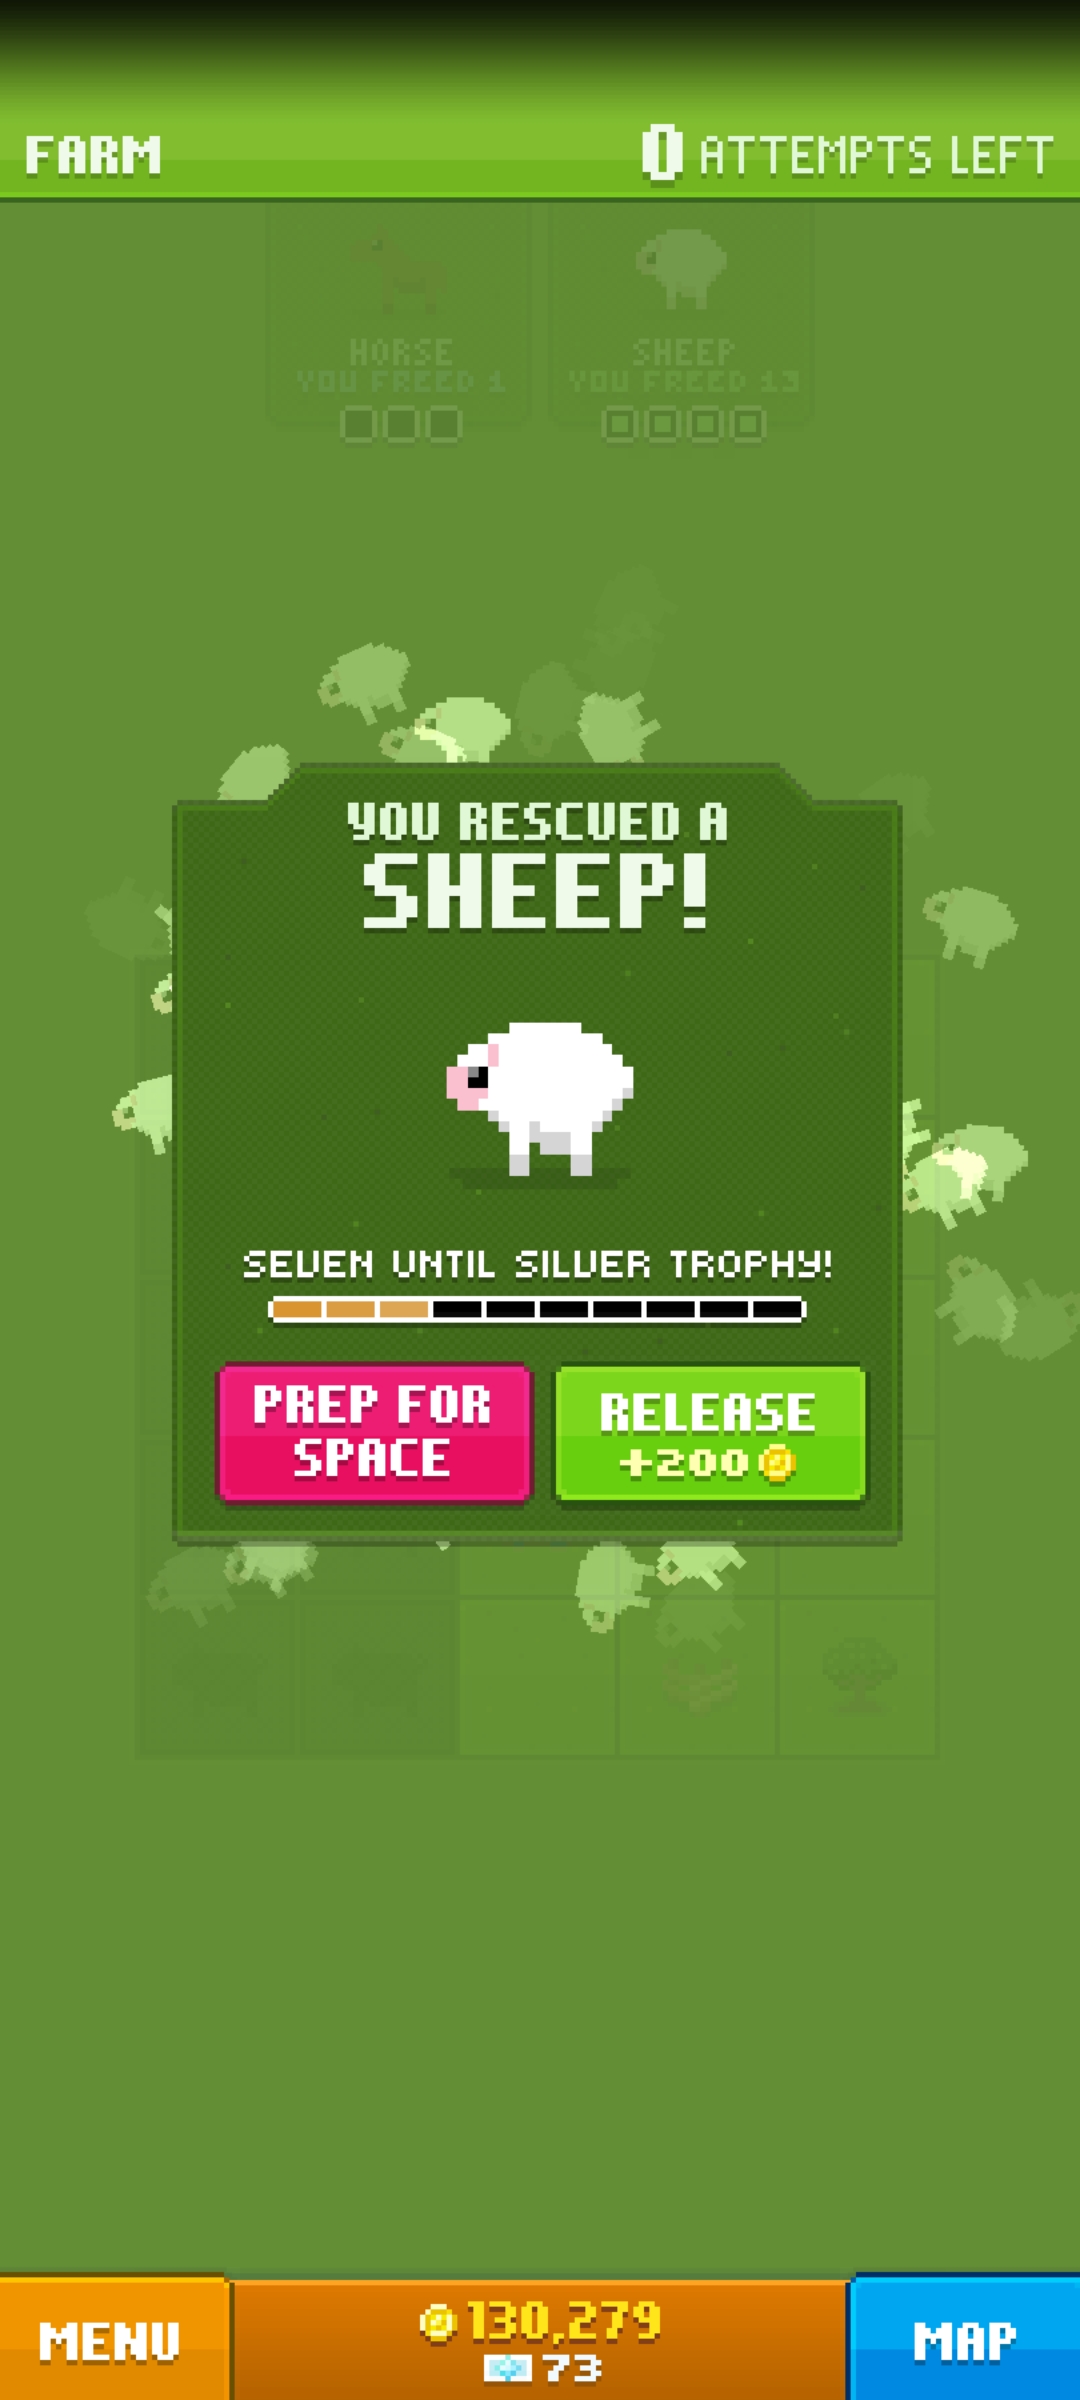 FARM
0 ATTEMPTS LEFT
HORSE
YOU FREED 1
SHEEP
YOU FREED 13
YOU RESCUED A
SHEEP!
SEVEN UNTIL SILVER TROPHY!
PREP FOR
SPACE
RELEASE
+200
MENU
130,279
73
MAP